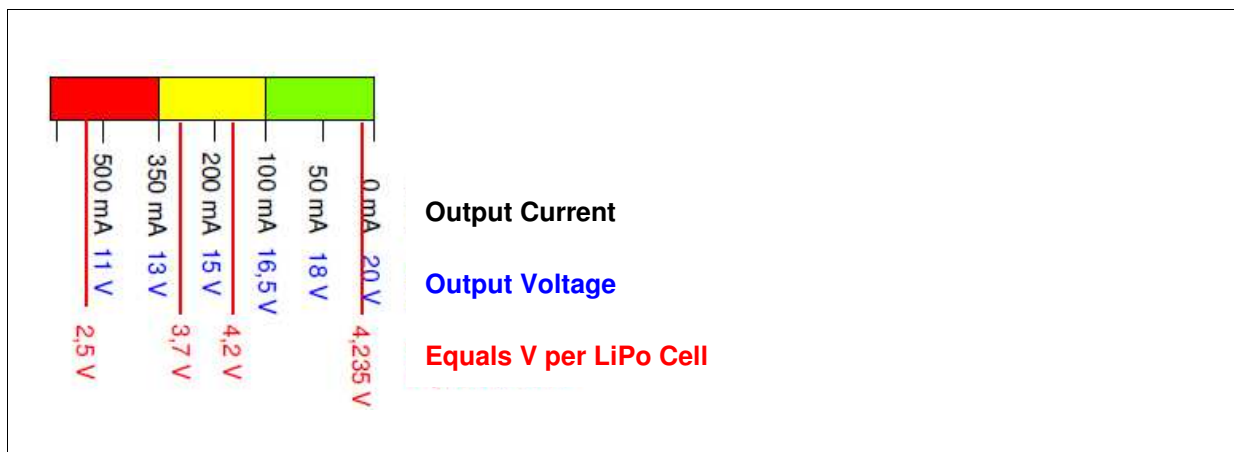 500 mA 11 V
350 mA 13 V
200 mA 15 V
100 mA 16,5 V
50 mA 18 V
0 mA 20 V
2,5 V
3,7 V
4,2 V
4,235 V
Output Current
Output Voltage
Equals V per LiPo Cell